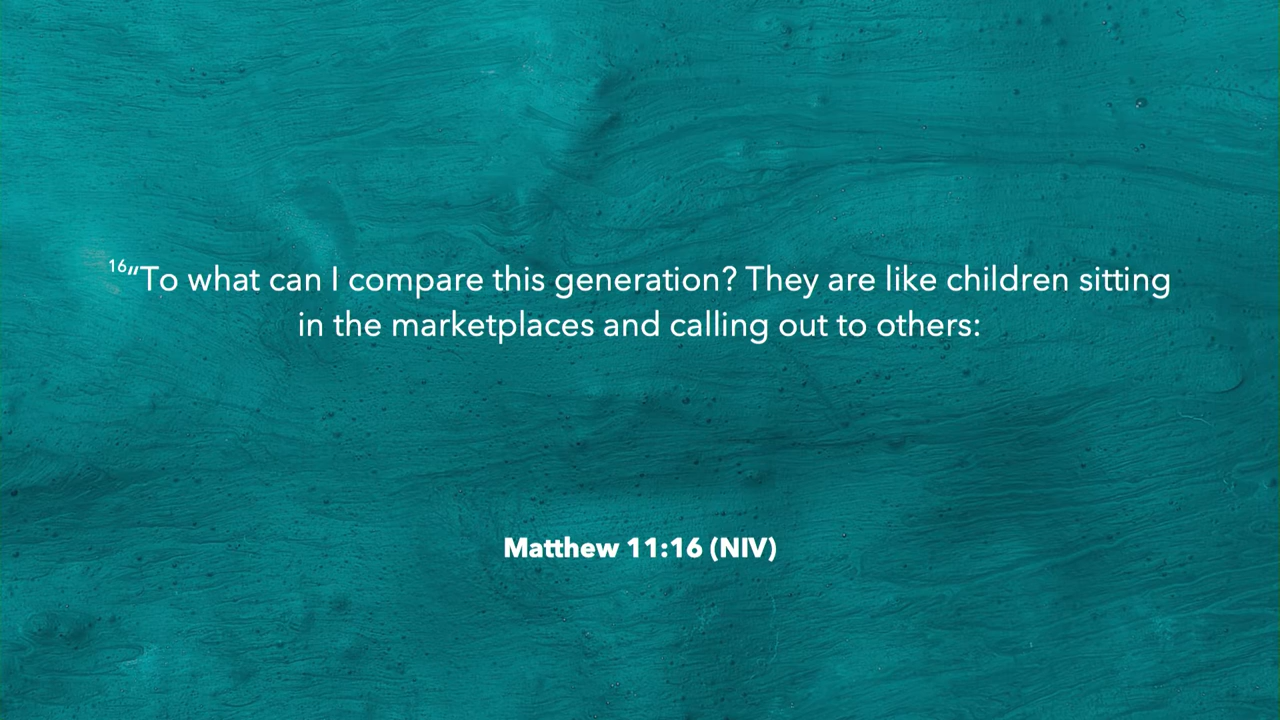 16“To what can I compare this generation? They are like children sitting
in the marketplaces and calling out to others:
Matthew 11:16 (NIV)